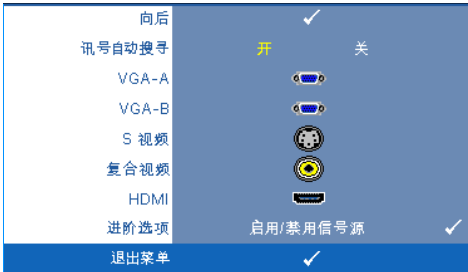 向后
讯号自动搜寻 开 关
VGA-A
VGA-B
S 视频
复合视频
HDMI
进阶选项 启用/禁用信号源
退出菜单